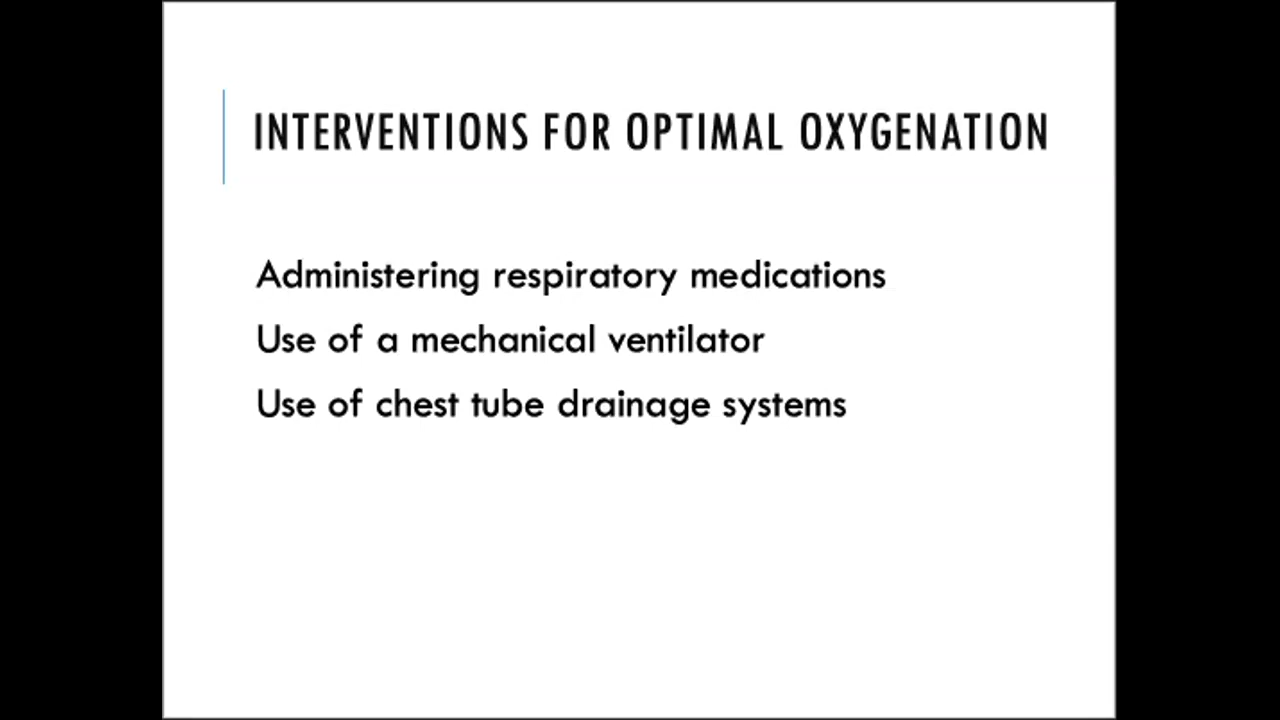 INTERVENTIONS FOR OPTIMAL OXYGENATION
Administering respiratory medications
Use of a mechanical ventilator
Use of chest tube drainage systems